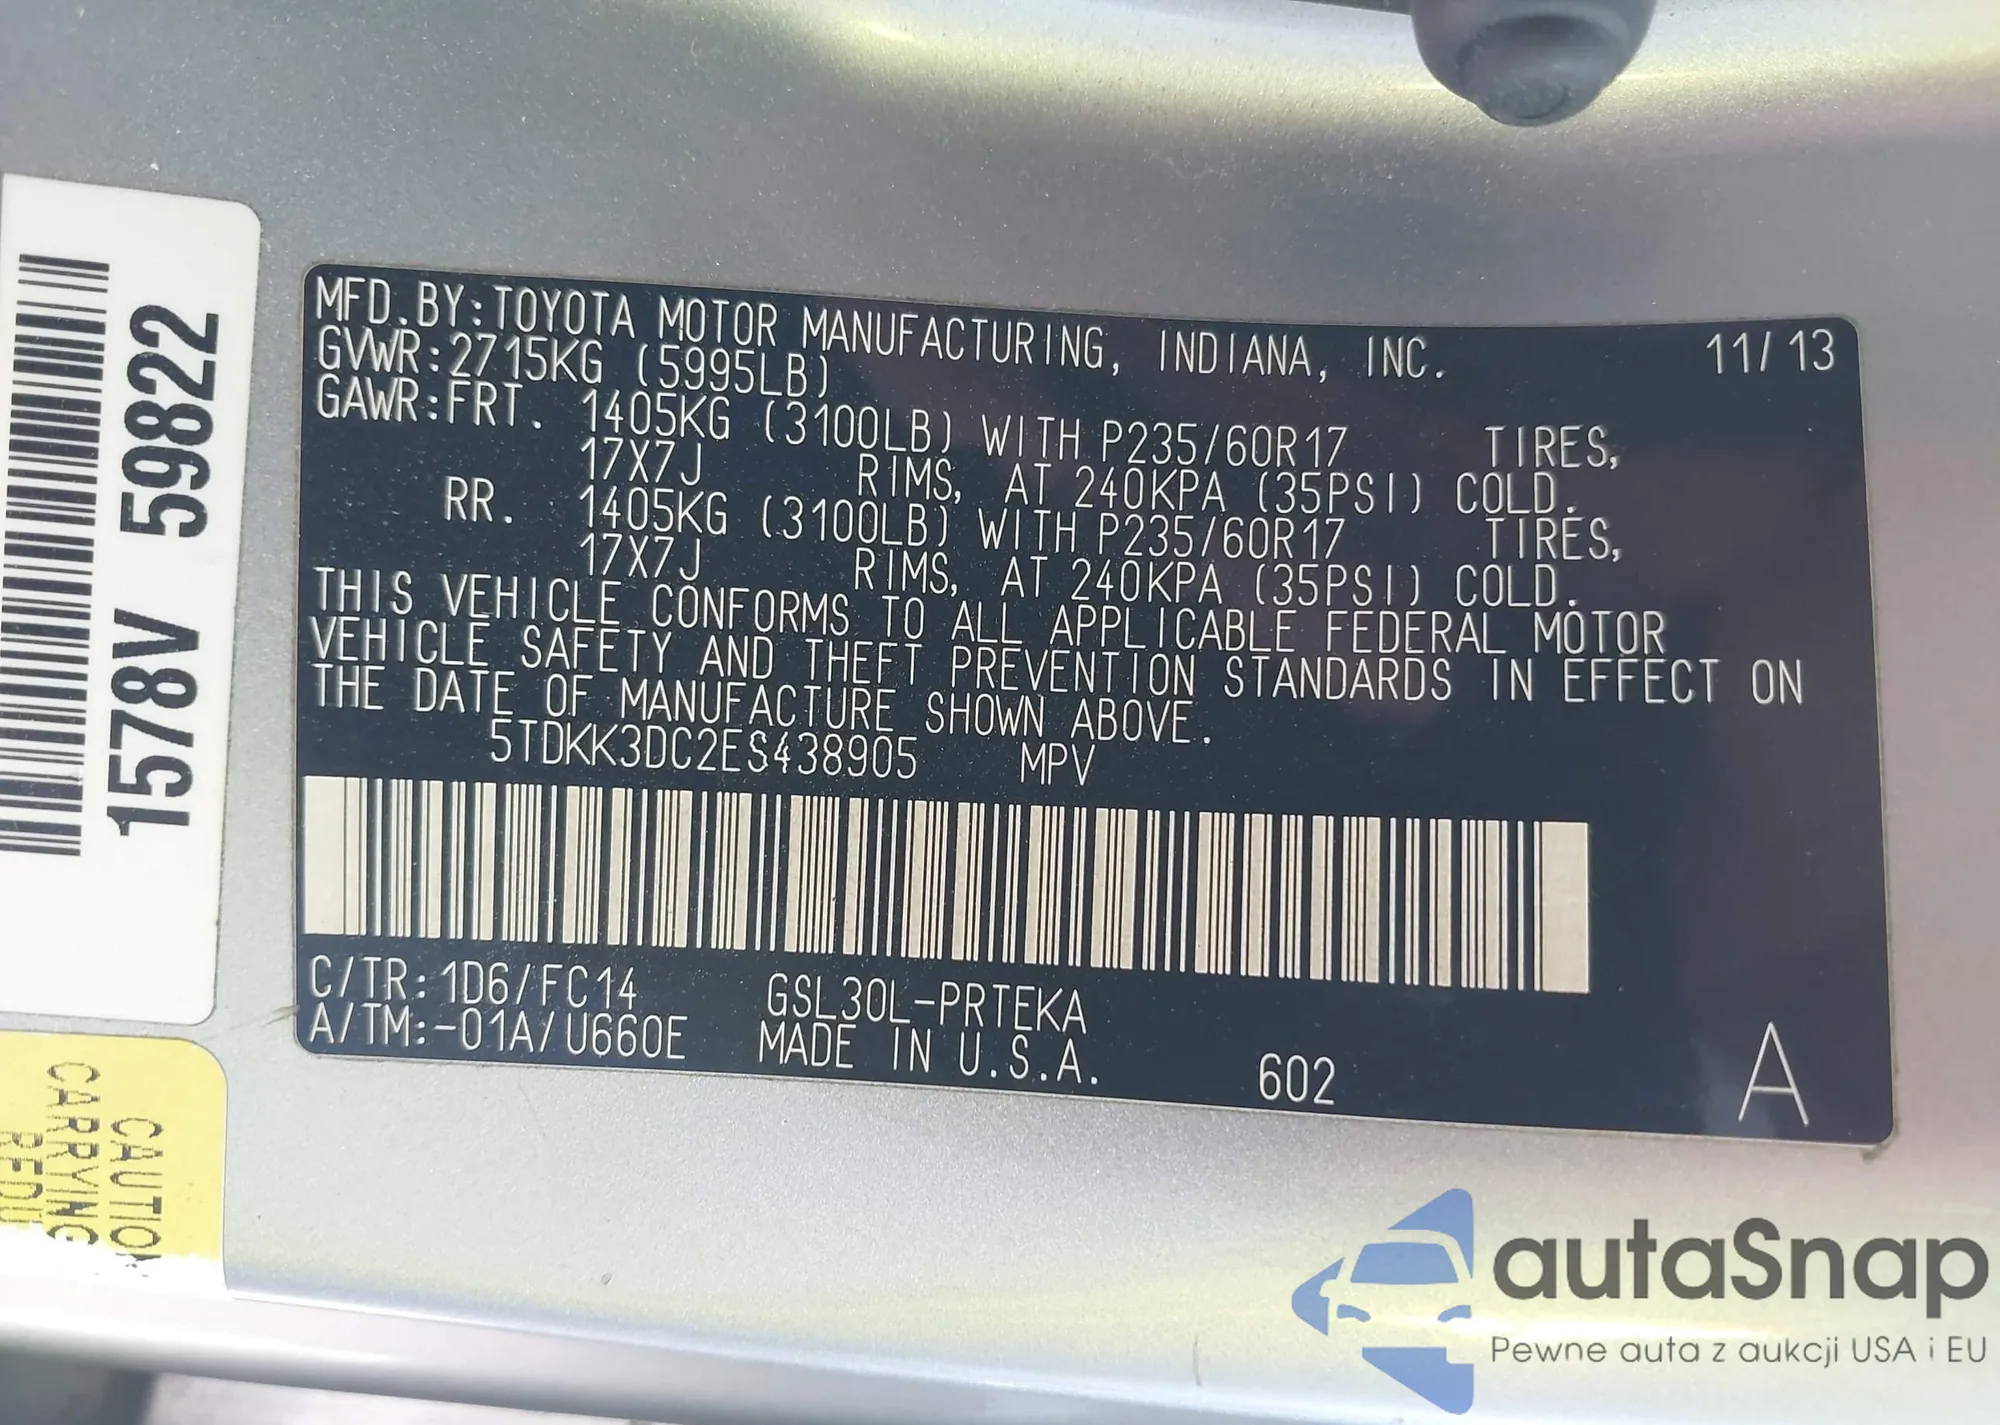 MFD.BY:TOYOTA MOTOR MANUFACTURING, INDIANA, INC. 11/13
GVWR:2715KG (5995LB)
GAWR:FRT. 1405KG (3100LB) WITH P235/60R17 TIRES,
17X7J RIMS, AT 240KPA (35PSI) COLD.
RR. 1405KG (3100LB) WITH P235/60R17 TIRES,
17X7J RIMS, AT 240KPA (35PSI) COLD.
THIS VEHICLE CONFORMS TO ALL APPLICABLE FEDERAL MOTOR
VEHICLE SAFETY AND THEFT PREVENTION STANDARDS IN EFFECT ON
THE DATE OF MANUFACTURE SHOWN ABOVE.
5TDKK3DC2ES438905 MPV
C/TR:1D6/FC14 GSL30L-PRTEKA
A/TM:-01A/U660E MADE IN U.S.A. 602 A
1578V 59822
CAUTION
CARRYING
autaSnap
Pewne auta z aukcji USA i EU